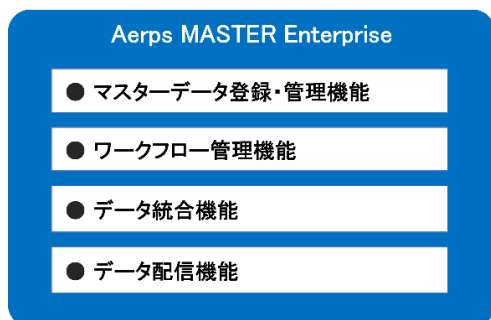 Aerps MASTER Enterprise
● マスターデータ登録・管理機能
● ワークフロー管理機能
● データ統合機能
● データ配信機能